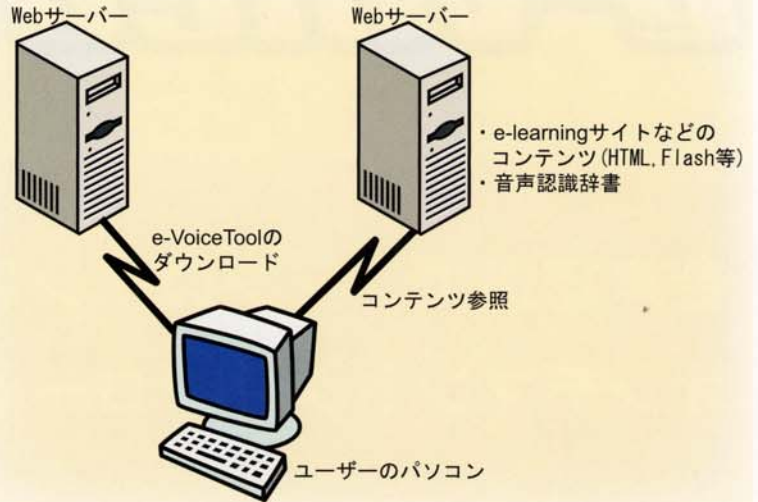 Webサーバー
Webサーバー
・e-learningサイトなどの
コンテンツ(HTML,Flash等)
・音声認識辞書
e-VoiceToolの
ダウンロード
コンテンツ参照
ユーザーのパソコン